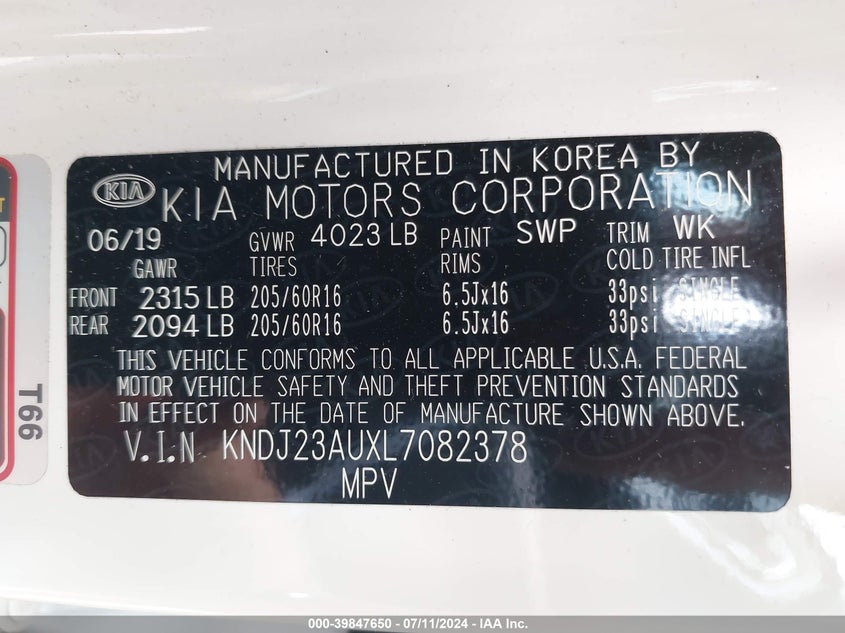 MANUFACTURED IN KOREA BY
KIA KIA MOTORS CORPORATION
06/19 GVWR 4023 LB PAINT SWP TRIM WK
GAWR TIRES RIMS COLD TIRE INFL
FRONT 2315 LB 205/60R16 6.5Jx16 33psi SINGLE
REAR 2094 LB 205/60R16 6.5Jx16 33psi SINGLE
THIS VEHICLE CONFORMS TO ALL APPLICABLE U.S.A. FEDERAL
MOTOR VEHICLE SAFETY AND THEFT PREVENTION STANDARDS
IN EFFECT ON THE DATE OF MANUFACTURE SHOWN ABOVE.
V.I.N KNDJ23AUXL7082378
MPV
T66
000-39847650 - 07/11/2024 - IAA Inc.